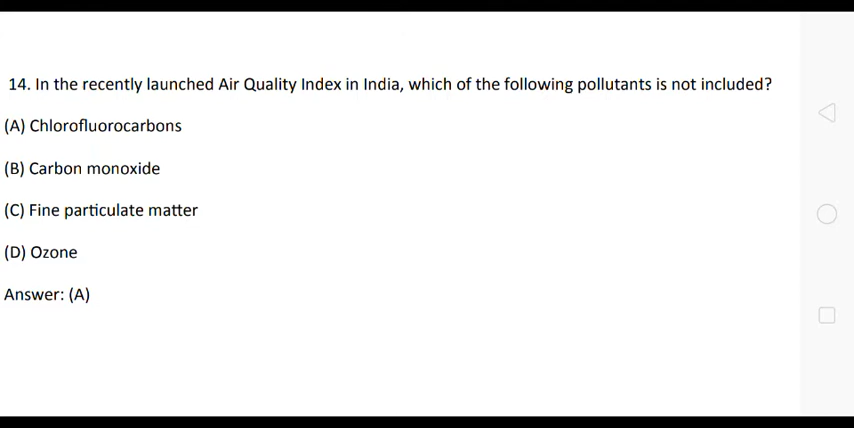 14. In the recently launched Air Quality Index in India, which of the following pollutants is not included?
(A) Chlorofluorocarbons
(B) Carbon monoxide
(C) Fine particulate matter
(D) Ozone
Answer: (A)